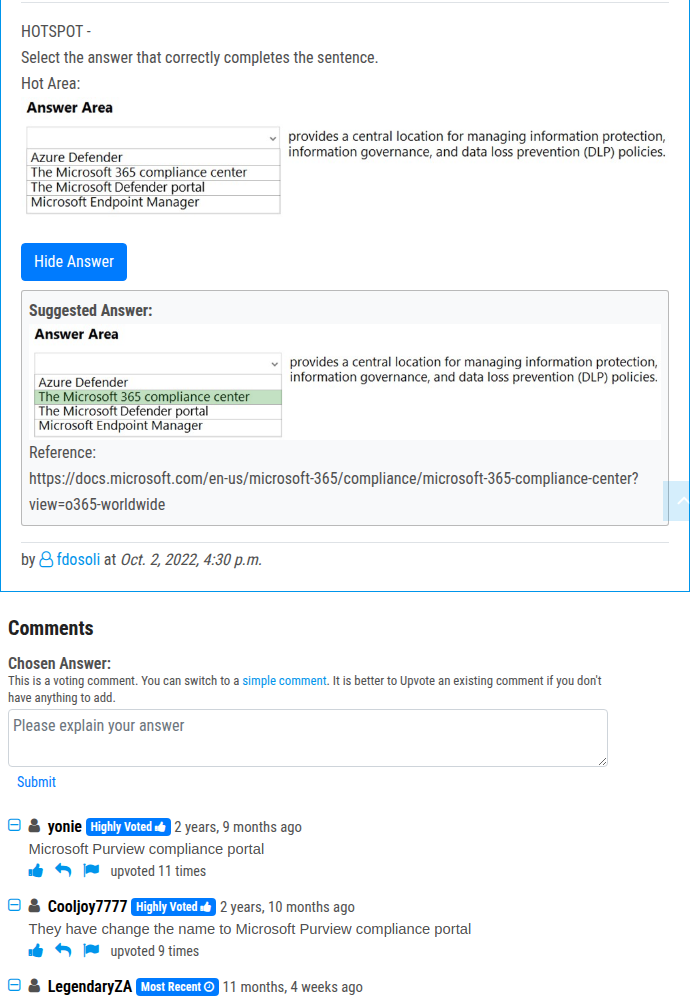 HOTSPOT -
Select the answer that correctly completes the sentence.
Hot Area:
Answer Area
provides a central location for managing information protection,
information governance, and data loss prevention (DLP) policies.
Azure Defender
The Microsoft 365 compliance center
The Microsoft Defender portal
Microsoft Endpoint Manager
Hide Answer
Suggested Answer:
Answer Area
provides a central location for managing information protection,
information governance, and data loss prevention (DLP) policies.
Azure Defender
The Microsoft 365 compliance center
The Microsoft Defender portal
Microsoft Endpoint Manager
Reference:
https://docs.microsoft.com/en-us/microsoft-365/compliance/microsoft-365-compliance-center?
view=o365-worldwide
by fdosoli at Oct. 2, 2022, 4:30 p.m.
Comments
Chosen Answer:
This is a voting comment. You can switch to a simple comment. It is better to Upvote an existing comment if you don't
have anything to add.
Please explain your answer
Submit
yonie Highly Voted 2 years, 9 months ago
Microsoft Purview compliance portal
upvoted 11 times
Cooljoy7777 Highly Voted 2 years, 10 months ago
They have change the name to Microsoft Purview compliance portal
upvoted 9 times
LegendaryZA Most Recent 11 months, 4 weeks ago